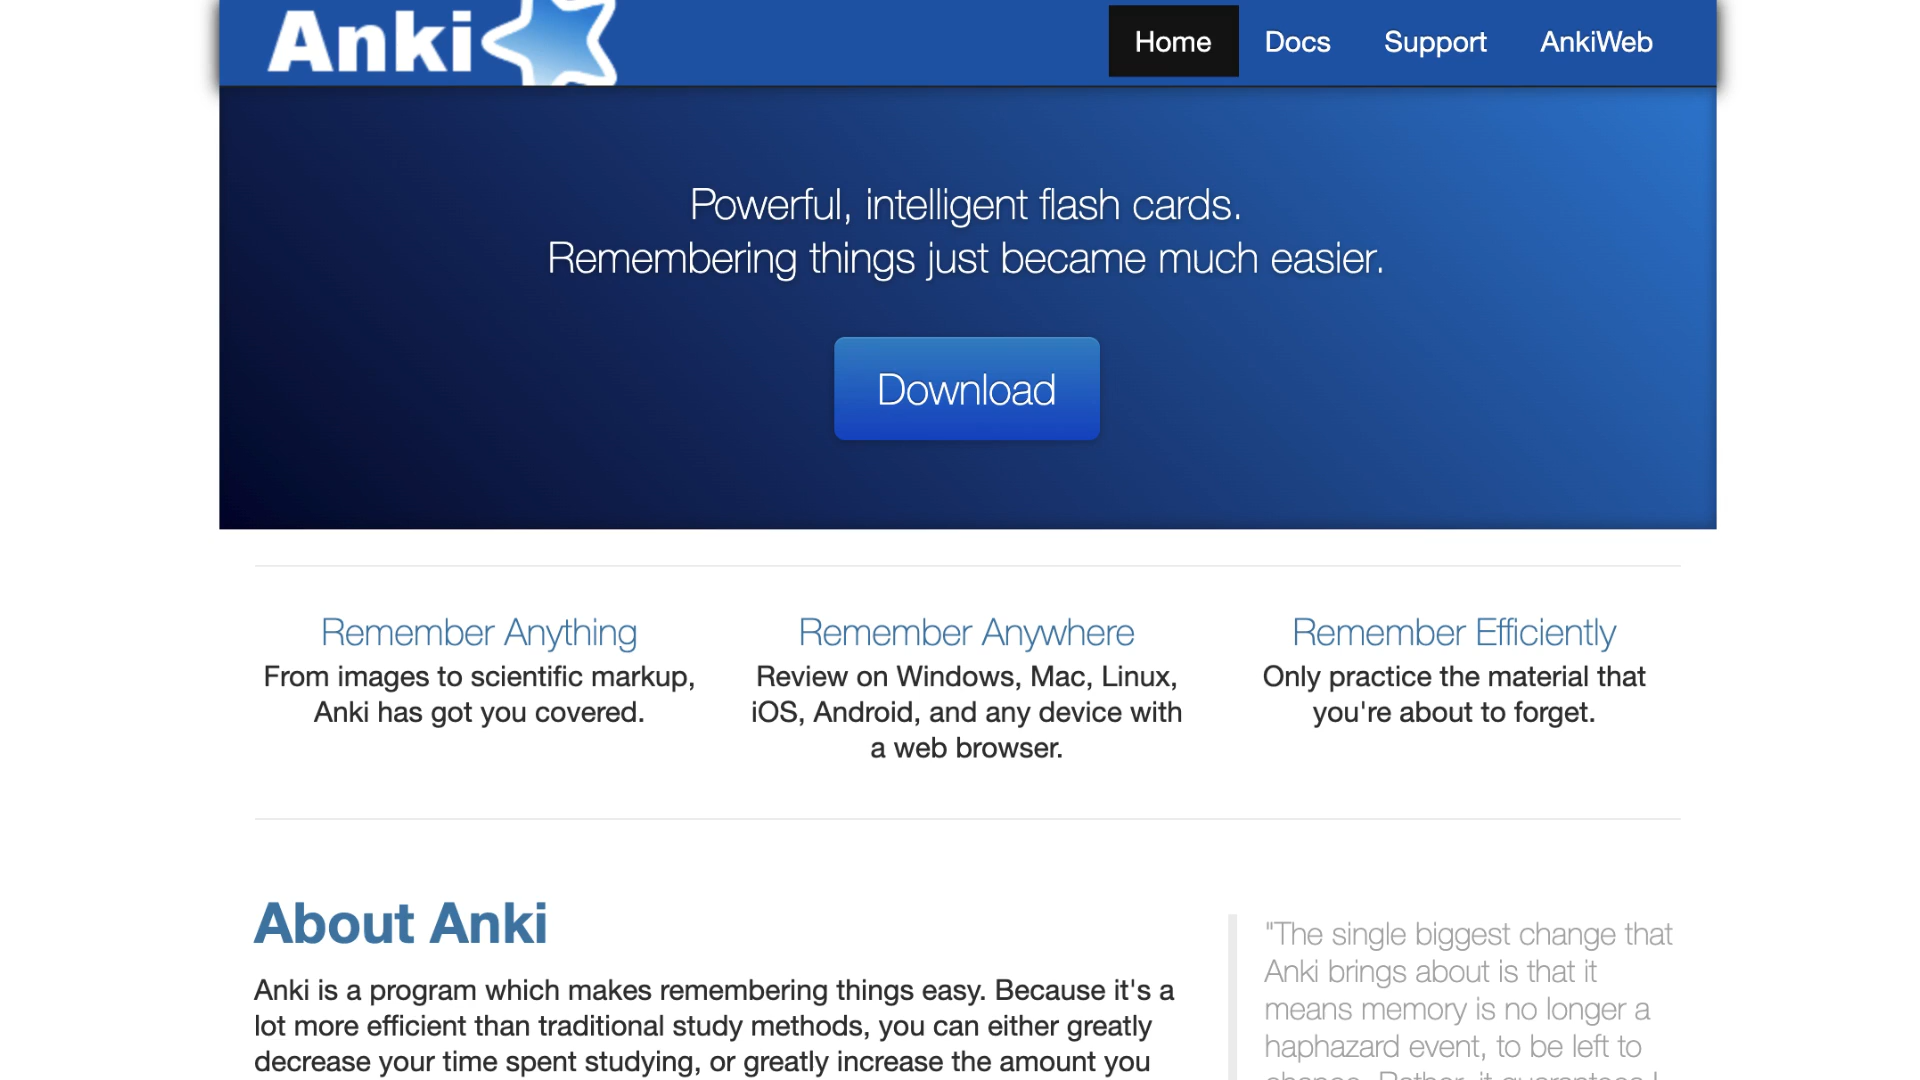 Anki
Home
Docs
Support
AnkiWeb
Powerful, intelligent flash cards.
Remembering things just became much easier.
Download
Remember Anything
From images to scientific markup,
Anki has got you covered.
Remember Anywhere
Review on Windows, Mac, Linux,
iOS, Android, and any device with
a web browser.
Remember Efficiently
Only practice the material that
you're about to forget.
About Anki
Anki is a program which makes remembering things easy. Because it's a
lot more efficient than traditional study methods, you can either greatly
decrease your time spent studying, or greatly increase the amount you
"The single biggest change that
Anki brings about is that it
means memory is no longer a
haphazard event, to be left to